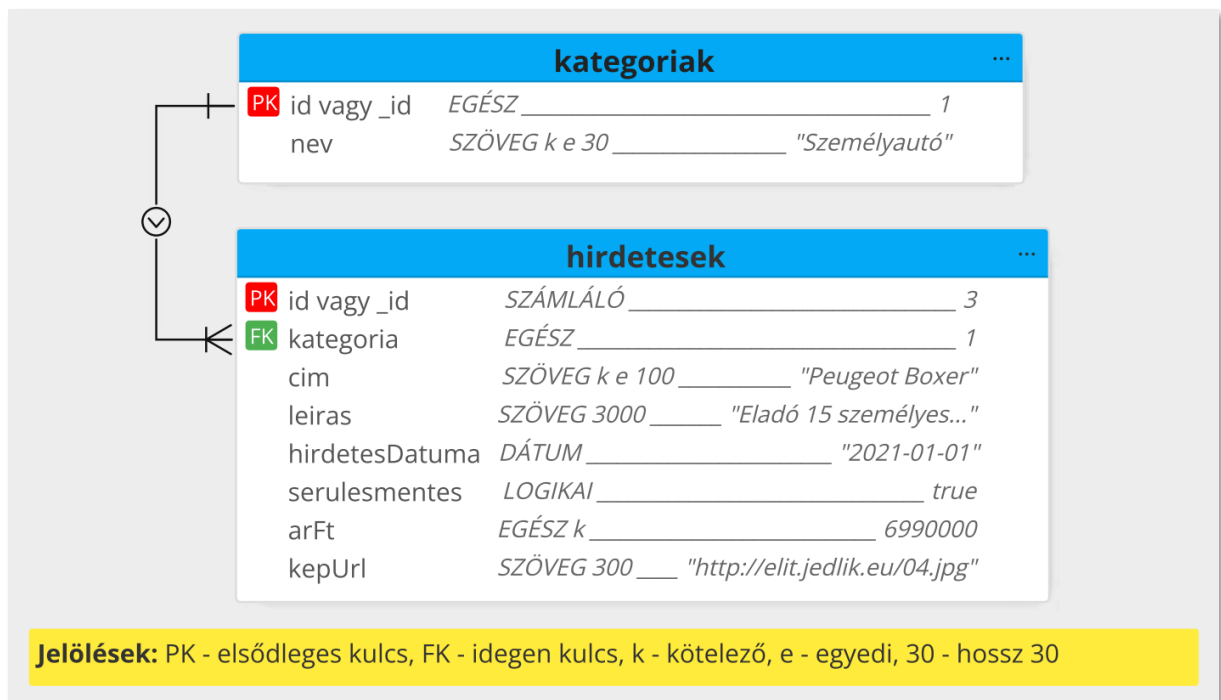 kategoriak ...
PK id vagy _id EGÉSZ 1
nev SZÖVEG k e 30 "Személyautó"
hirdetesek ...
PK id vagy _id SZÁMLÁLÓ 3
FK kategoria EGÉSZ 1
cim SZÖVEG k e 100 "Peugeot Boxer"
leiras SZÖVEG 3000 "Eladó 15 személyes..."
hirdetesDatuma DÁTUM "2021-01-01"
serulesmentes LOGIKAI true
arFt EGÉSZ k 6990000
kepUrl SZÖVEG 300 "http://elit.jedlik.eu/04.jpg"
Jelölések: PK - elsődleges kulcs, FK - idegen kulcs, k - kötelező, e - egyedi, 30 - hossz 30